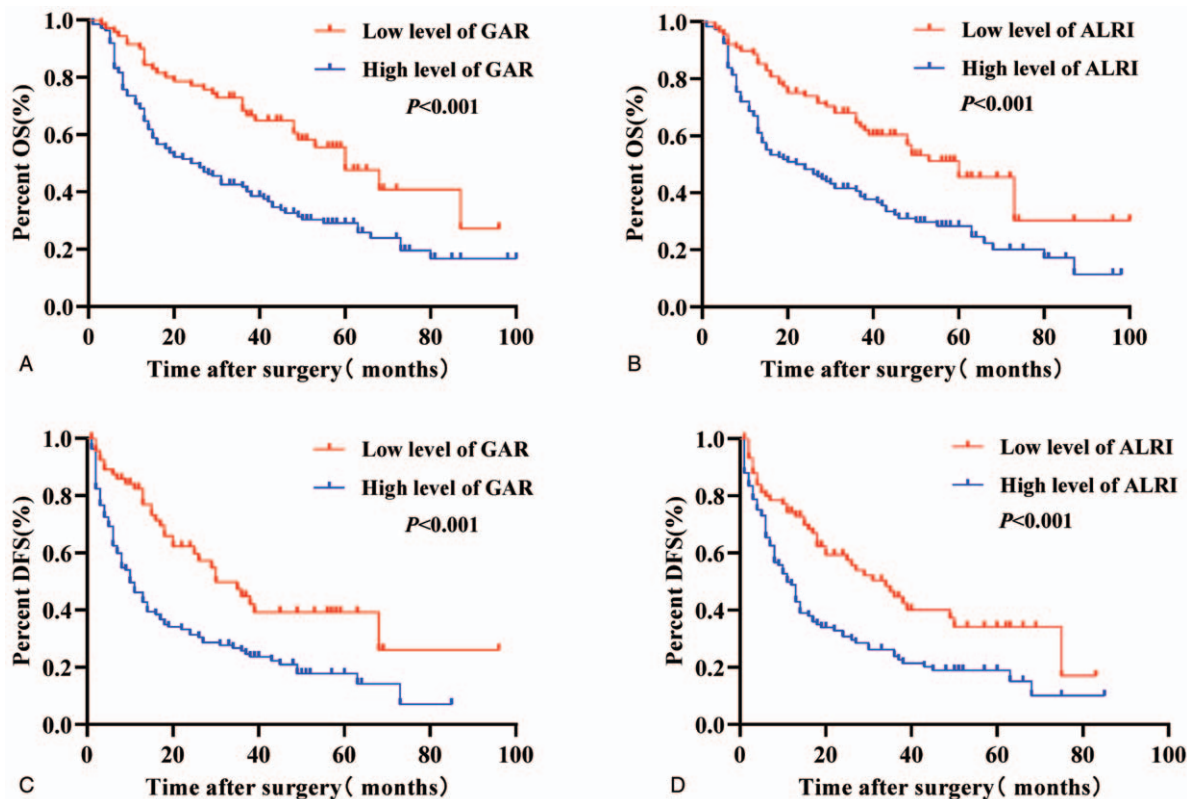 Percent OS(%)
1.0
0.8
0.6
0.4
0.2
0.0
Low level of GAR
High level of GAR
P<0.001
0 20 40 60 80 100
Time after surgery( months)
A
Percent OS(%)
1.0
0.8
0.6
0.4
0.2
0.0
Low level of ALRI
High level of ALRI
P<0.001
0 20 40 60 80 100
Time after surgery( months)
B
Percent DFS(%)
1.0
0.8
0.6
0.4
0.2
0.0
Low level of GAR
High level of GAR
P<0.001
0 20 40 60 80 100
Time after surgery( months)
C
Percent DFS(%)
1.0
0.8
0.6
0.4
0.2
0.0
Low level of ALRI
High level of ALRI
P<0.001
0 20 40 60 80 100
Time after surgery( months)
D